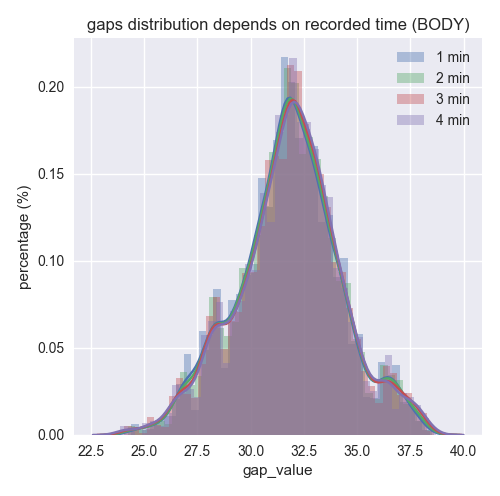 gaps distribution depends on recorded time (BODY)
1 min
2 min
3 min
4 min
percentage (%)
0.20
0.15
0.10
0.05
0.00
22.5 25.0 27.5 30.0 32.5 35.0 37.5 40.0
gap_value